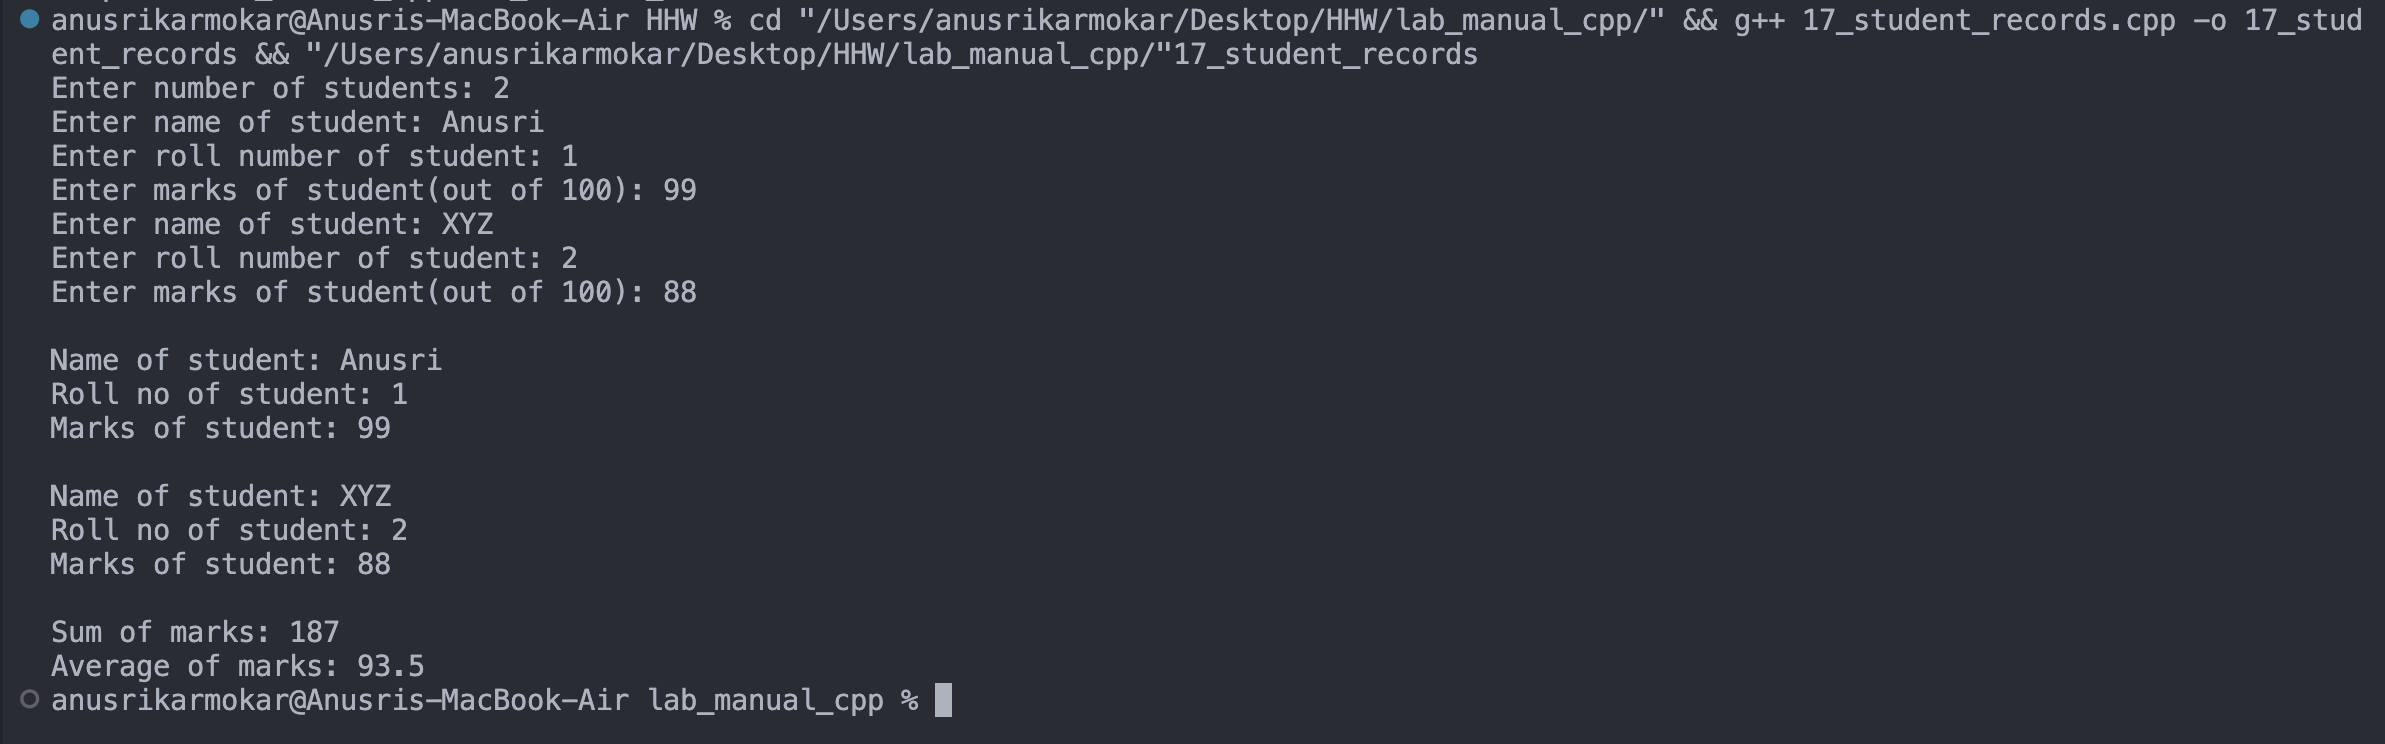 anusrikarmokar@Anusris-MacBook-Air HHW % cd "/Users/anusrikarmokar/Desktop/HHW/lab_manual_cpp/" && g++ 17_student_records.cpp -o 17_stud
ent_records && "/Users/anusrikarmokar/Desktop/HHW/lab_manual_cpp/"17_student_records
Enter number of students: 2
Enter name of student: Anusri
Enter roll number of student: 1
Enter marks of student(out of 100): 99
Enter name of student: XYZ
Enter roll number of student: 2
Enter marks of student(out of 100): 88
Name of student: Anusri
Roll no of student: 1
Marks of student: 99
Name of student: XYZ
Roll no of student: 2
Marks of student: 88
Sum of marks: 187
Average of marks: 93.5
anusrikarmokar@Anusris-MacBook-Air lab_manual_cpp %